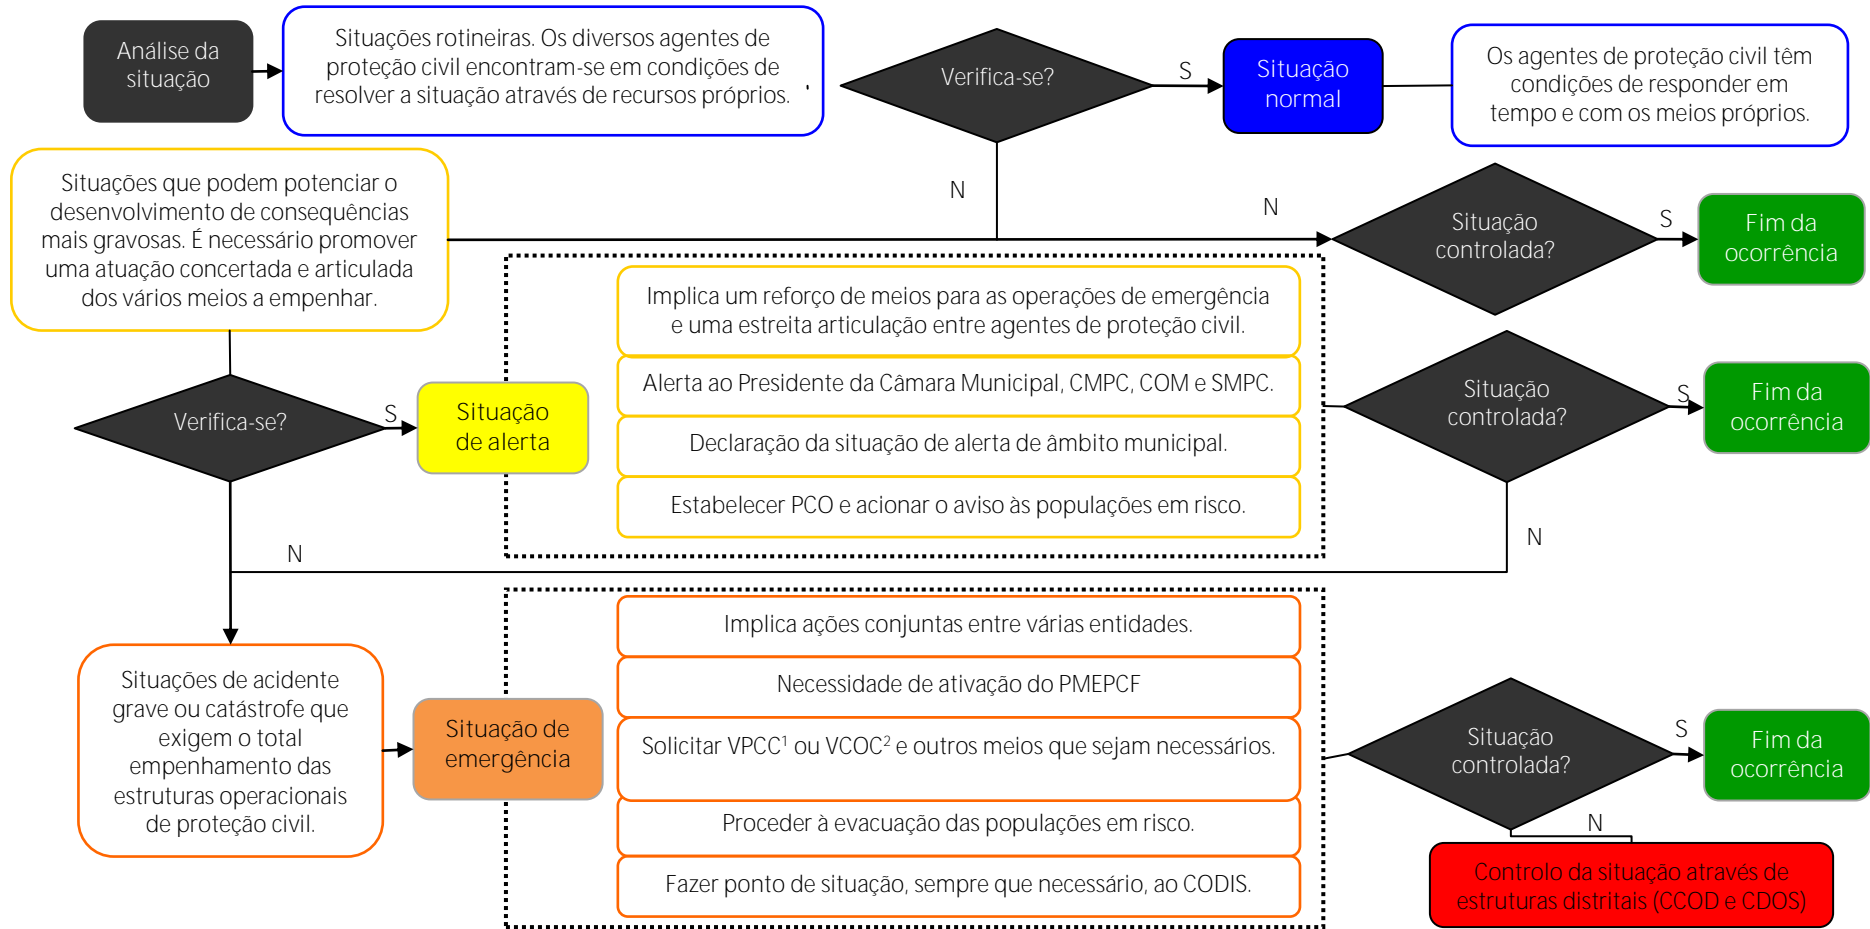 Análise da
situação
Situações rotineiras. Os diversos agentes de
proteção civil encontram-se em condições de
resolver a situação através de recursos próprios.
Verifica-se?
S
Situação
normal
Os agentes de proteção civil têm
condições de responder em
tempo e com os meios próprios.
N
Situações que podem potenciar o
desenvolvimento de consequências
mais gravosas. É necessário promover
uma atuação concertada e articulada
dos vários meios a empenhar.
N
Situação
controlada?
S
Fim da
ocorrência
Verifica-se?
S
Situação
de alerta
Implica um reforço de meios para as operações de emergência
e uma estreita articulação entre agentes de proteção civil.
Alerta ao Presidente da Câmara Municipal, CMPC, COM e SMPC.
Declaração da situação de alerta de âmbito municipal.
Estabelecer PCO e acionar o aviso às populações em risco.
Situação
controlada?
S
Fim da
ocorrência
N
N
Situações de acidente
grave ou catástrofe que
exigem o total
empenhamento das
estruturas operacionais
de proteção civil.
Situação de
emergência
Implica ações conjuntas entre várias entidades.
Necessidade de ativação do PMEPCF
Solicitar VPCC¹ ou VCOC² e outros meios que sejam necessários.
Proceder à evacuação das populações em risco.
Fazer ponto de situação, sempre que necessário, ao CODIS.
Situação
controlada?
S
Fim da
ocorrência
N
Controlo da situação através de
estruturas distritais (CCOD e CDOS)